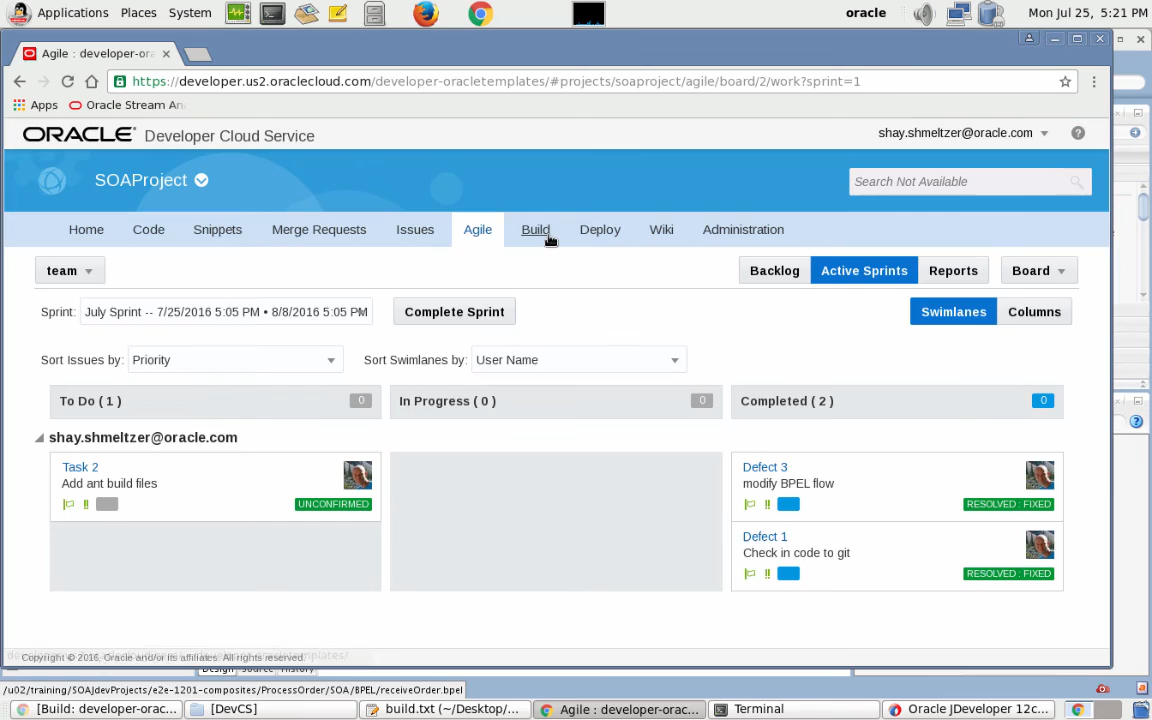 Applications Places System oracle Mon Jul 25, 5:21 PM
Agile : developer-ora
https://developer.us2.oraclecloud.com/developer-oracletemplates/#projects/soaproject/agile/board/2/work?sprint=1
Apps Oracle Stream An
ORACLE Developer Cloud Service shay.shmeltzer@oracle.com ?
SOAProject Search Not Available
Home Code Snippets Merge Requests Issues Agile Build Deploy Wiki Administration
team Backlog Active Sprints Reports Board
Sprint: July Sprint -- 7/25/2016 5:05 PM • 8/8/2016 5:05 PM Complete Sprint Swimlanes Columns
Sort Issues by: Priority Sort Swimlanes by: User Name
To Do ( 1 ) 0 In Progress ( 0 ) 0 Completed ( 2 ) 0
shay.shmeltzer@oracle.com
Task 2 Defect 3
Add ant build files modify BPEL flow
UNCONFIRMED RESOLVED : FIXED
Defect 1
Check in code to git
RESOLVED : FIXED
Copyright © 2016, Oracle and/or its affiliates. All rights reserved.
Design Source History
/u02/training/SOAJdevProjects/e2e-1201-composites/ProcessOrder/SOA/BPEL/receiveOrder.bpel
[Build: developer-orac... [DevCS] build.txt (~/Desktop/... Agile : developer-orac... Terminal Oracle JDeveloper 12c...